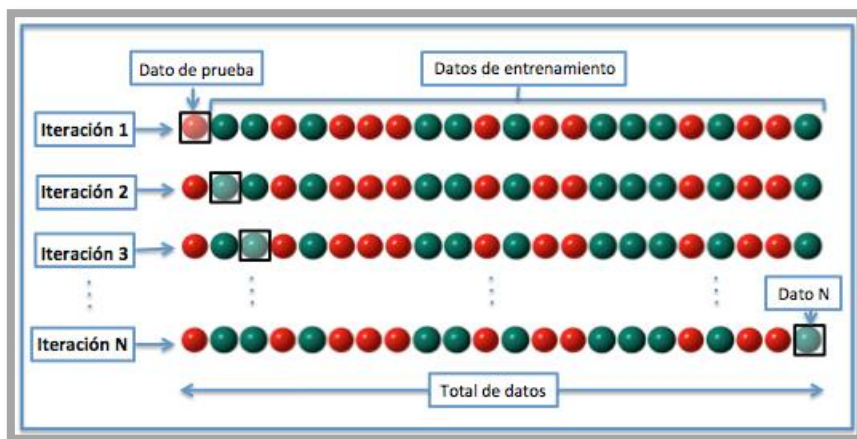 Dato de prueba
Datos de entrenamiento
Iteración 1
Iteración 2
Iteración 3
Dato N
Iteración N
Total de datos